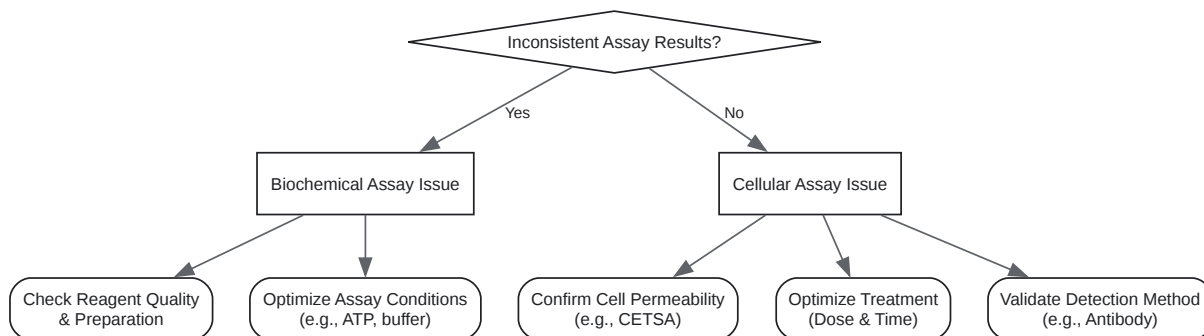 Inconsistent Assay Results?
Yes
No
Biochemical Assay Issue
Cellular Assay Issue
Check Reagent Quality
& Preparation
Optimize Assay Conditions
(e.g., ATP, buffer)
Confirm Cell Permeability
(e.g., CETSA)
Optimize Treatment
(Dose & Time)
Validate Detection Method
(e.g., Antibody)